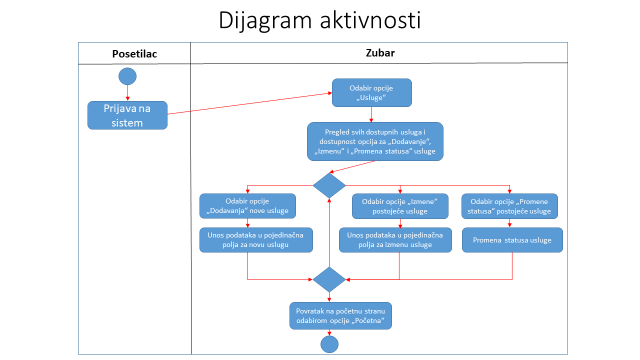 Dijagram aktivnosti
Posetilac
Zubar
Prijava na
sistem
Odabir opcije
„Usluge"
Pregled svih dostupnih usluga i
dostupnost opcija za „Dodavanje",
„Izmenu" i „Promena statusa" usluge
Odabir opcije
„Dodavanja" nove usluge
Odabir opcije „Izmene"
postojeće usluge
Odabir opcije „Promene
statusa" postojeće usluge
Unos podataka u pojedinačna
polja za novu uslugu
Unos podataka u pojedinačna
polja za izmenu usluge
Promena statusa usluge
Povratak na početnu stranu
odabirom opcije „Početna"